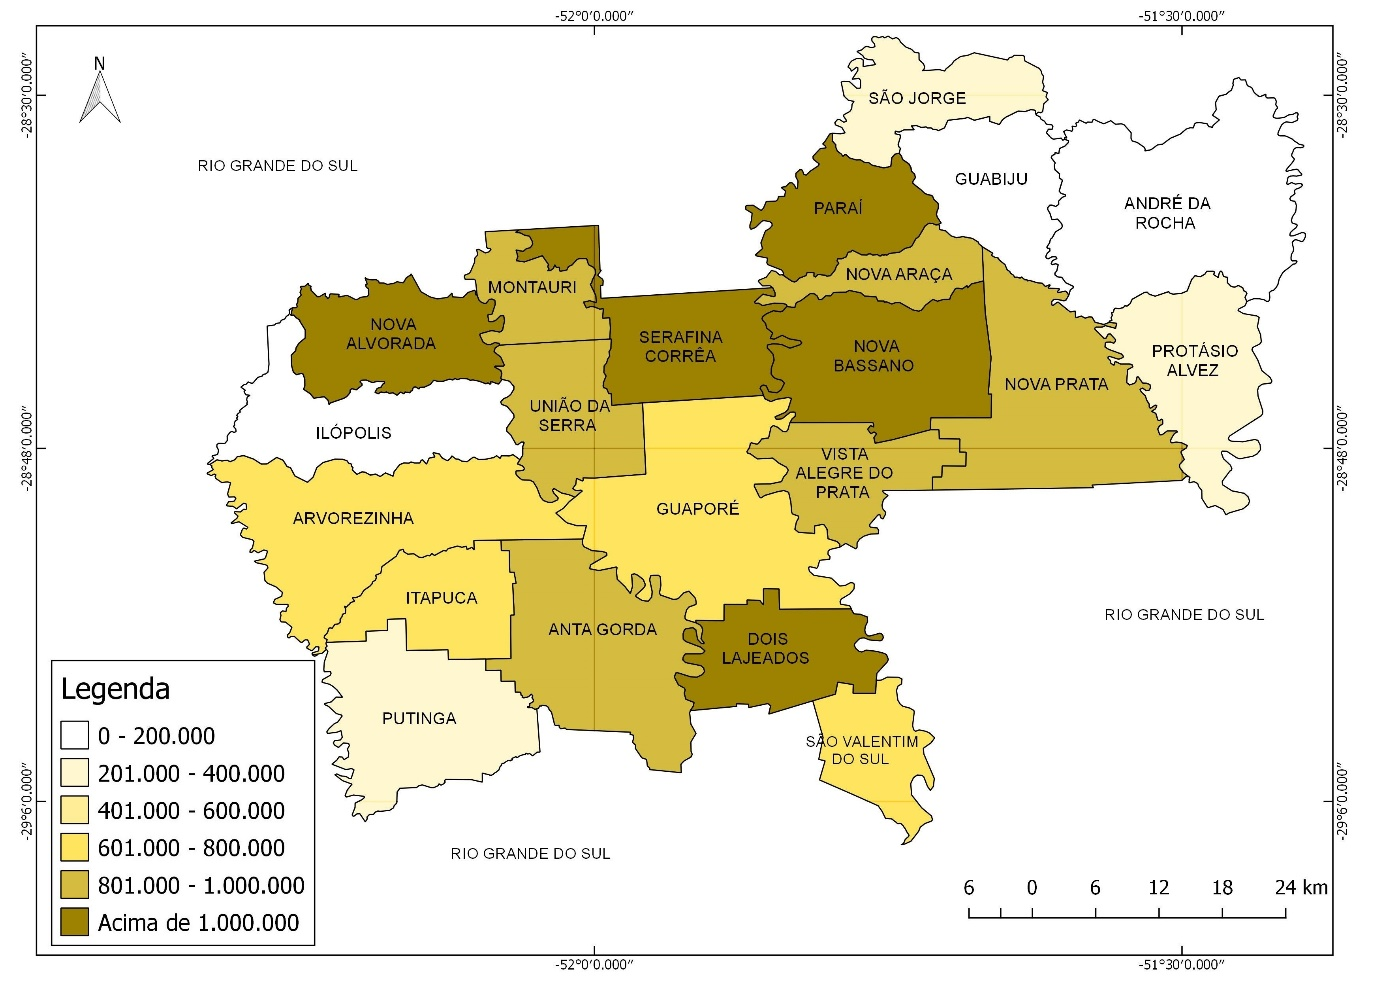 -52°0'0.000"
-51°30'0.000"
-28°30'0.000"
-28°30'0.000"
N
SÃO JORGE
RIO GRANDE DO SUL
GUABIJU
PARAÍ
ANDRÉ DA
ROCHA
NOVA ARAÇA
MONTAURI
NOVA
ALVORADA
SERAFINA
CORRÊA
NOVA
BASSANO
PROTÁSIO
ALVEZ
NOVA PRATA
UNIÃO DA
SERRA
ILÓPOLIS
-28°48'0.000"
-28°48'0.000"
VISTA
ALEGRE DO
PRATA
GUAPORÉ
ARVOREZINHA
ITAPUCA
ANTA GORDA
DOIS
LAJEADOS
RIO GRANDE DO SUL
PUTINGA
SÃO VALENTIM
DO SUL
Legenda
0 - 200.000
201.000 - 400.000
401.000 - 600.000
601.000 - 800.000
801.000 - 1.000.000
Acima de 1.000.000
-29°6'0.000"
-29°6'0.000"
RIO GRANDE DO SUL
6 0 6 12 18 24 km
-52°0'0.000"
-51°30'0.000"